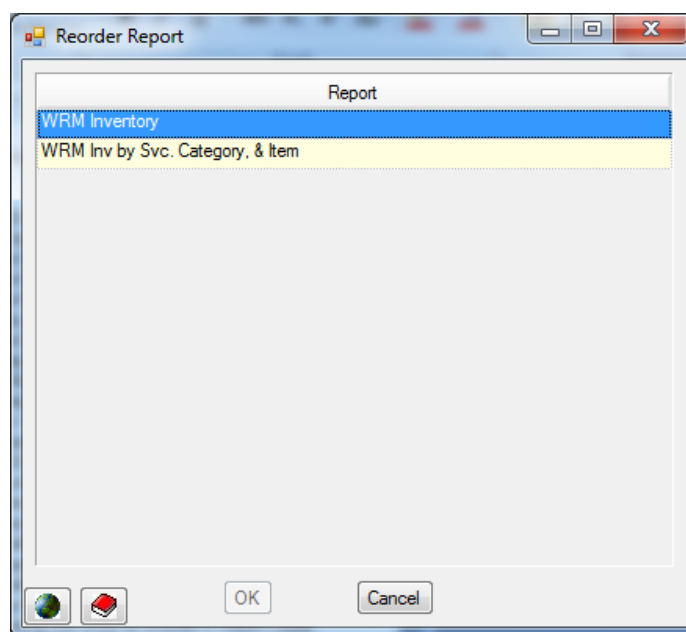 Reorder Report
Report
WRM Inventory
WRM Inv by Svc. Category, & Item
OK
Cancel